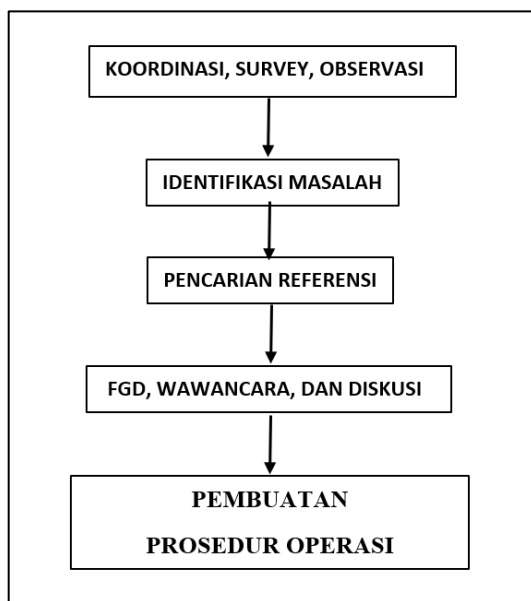 KOORDINASI, SURVEY, OBSERVASI
IDENTIFIKASI MASALAH
PENCARIAN REFERENSI
FGD, WAWANCARA, DAN DISKUSI
PEMBUATAN
PROSEDUR OPERASI